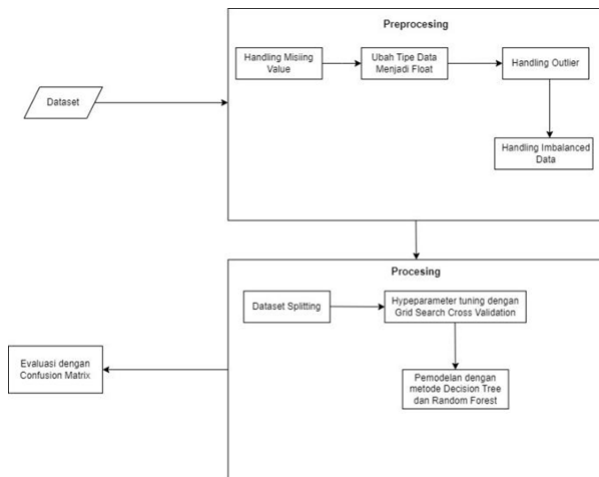 Preprocesing
Handling Misiing
Value
Ubah Tipe Data
Menjadi Float
Handling Outlier
Dataset
Handling Imbalanced
Data
Procesing
Dataset Splitting
Hypeparameter tuning dengan
Grid Search Cross Validation
Evaluasi dengan
Confusion Matrix
Pemodelan dengan
metode Decision Tree
dan Random Forest